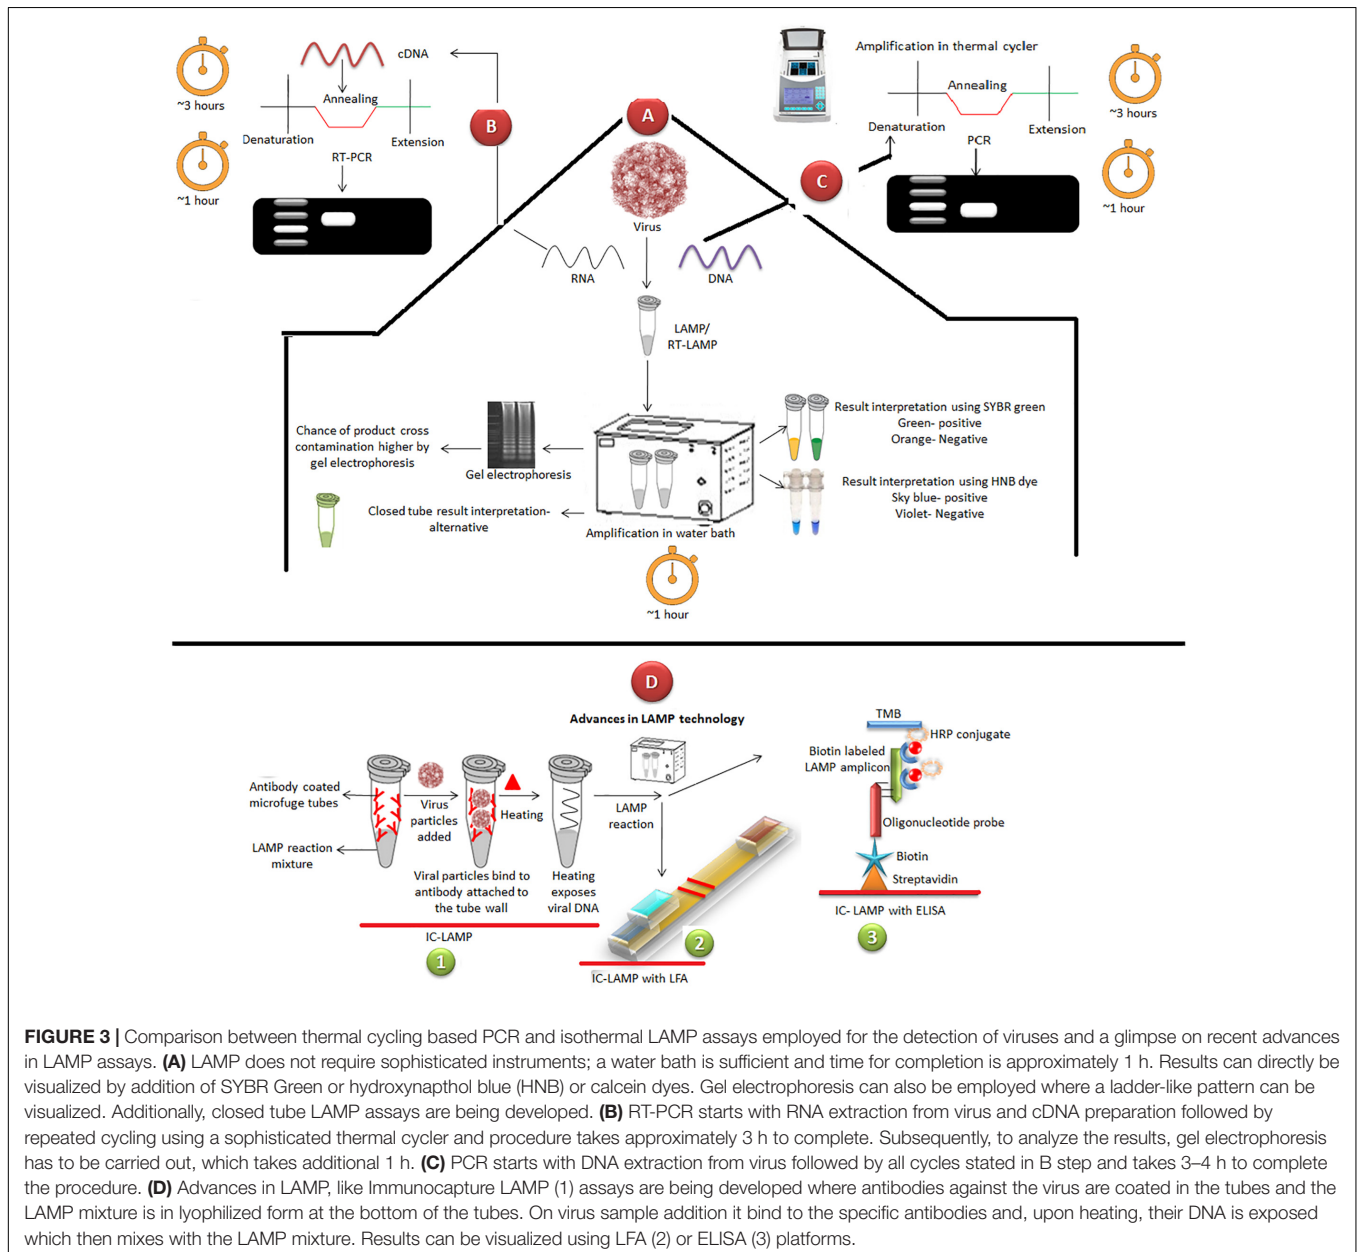 cDNA
~3 hours
Annealing
Denaturation
Extension
RT-PCR
~1 hour
B
A
Virus
RNA
DNA
C
Amplification in thermal cycler
Annealing
~3 hours
Denaturation
Extension
PCR
~1 hour
LAMP/
RT-LAMP
Chance of product cross
contamination higher by
gel electrophoresis
Gel electrophoresis
Closed tube result interpretation-
alternative
Amplification in water bath
~1 hour
Result interpretation using SYBR green
Green- positive
Orange- Negative
Result interpretation using HNB dye
Sky blue- positive
Violet- Negative
D
Advances in LAMP technology
Antibody coated
microfuge tubes
LAMP reaction
mixture
Virus
particles
added
Heating
Viral particles bind to
antibody attached to
the tube wall
Heating
exposes
viral DNA
LAMP
reaction
IC-LAMP
1
2
IC-LAMP with LFA
TMB
HRP conjugate
Biotin labeled
LAMP amplicon
Oligonucleotide probe
Biotin
Streptavidin
IC- LAMP with ELISA
3
FIGURE 3 | Comparison between thermal cycling based PCR and isothermal LAMP assays employed for the detection of viruses and a glimpse on recent advances
in LAMP assays. (A) LAMP does not require sophisticated instruments; a water bath is sufficient and time for completion is approximately 1 h. Results can directly be
visualized by addition of SYBR Green or hydroxynapthol blue (HNB) or calcein dyes. Gel electrophoresis can also be employed where a ladder-like pattern can be
visualized. Additionally, closed tube LAMP assays are being developed. (B) RT-PCR starts with RNA extraction from virus and cDNA preparation followed by
repeated cycling using a sophisticated thermal cycler and procedure takes approximately 3 h to complete. Subsequently, to analyze the results, gel electrophoresis
has to be carried out, which takes additional 1 h. (C) PCR starts with DNA extraction from virus followed by all cycles stated in B step and takes 3–4 h to complete
the procedure. (D) Advances in LAMP, like Immunocapture LAMP (1) assays are being developed where antibodies against the virus are coated in the tubes and the
LAMP mixture is in lyophilized form at the bottom of the tubes. On virus sample addition it bind to the specific antibodies and, upon heating, their DNA is exposed
which then mixes with the LAMP mixture. Results can be visualized using LFA (2) or ELISA (3) platforms.